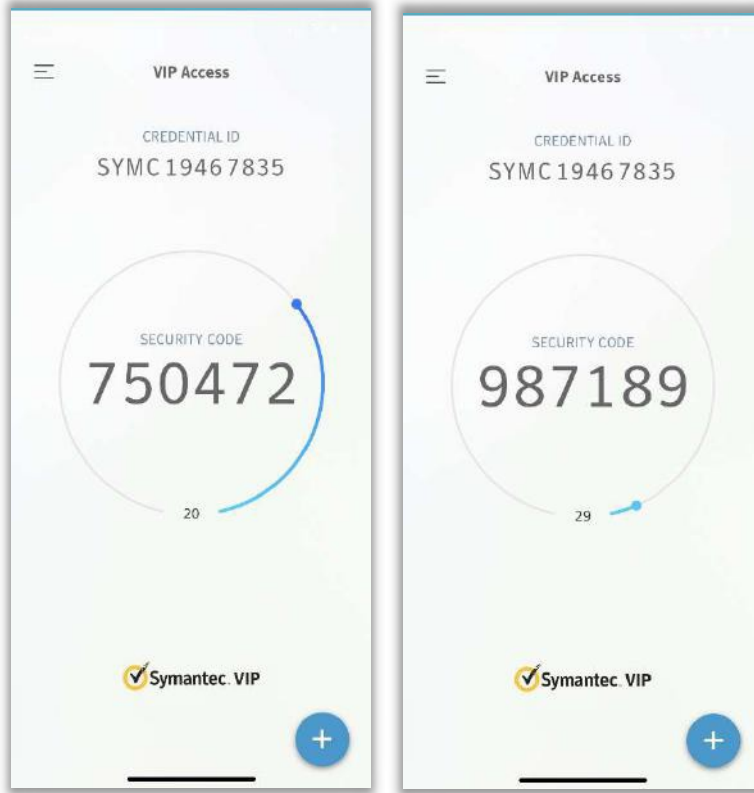 VIP Access
CREDENTIAL ID
SYMC 1946 7835
SECURITY CODE
750472
20
Symantec. VIP
VIP Access
CREDENTIAL ID
SYMC 1946 7835
SECURITY CODE
987189
29
Symantec. VIP